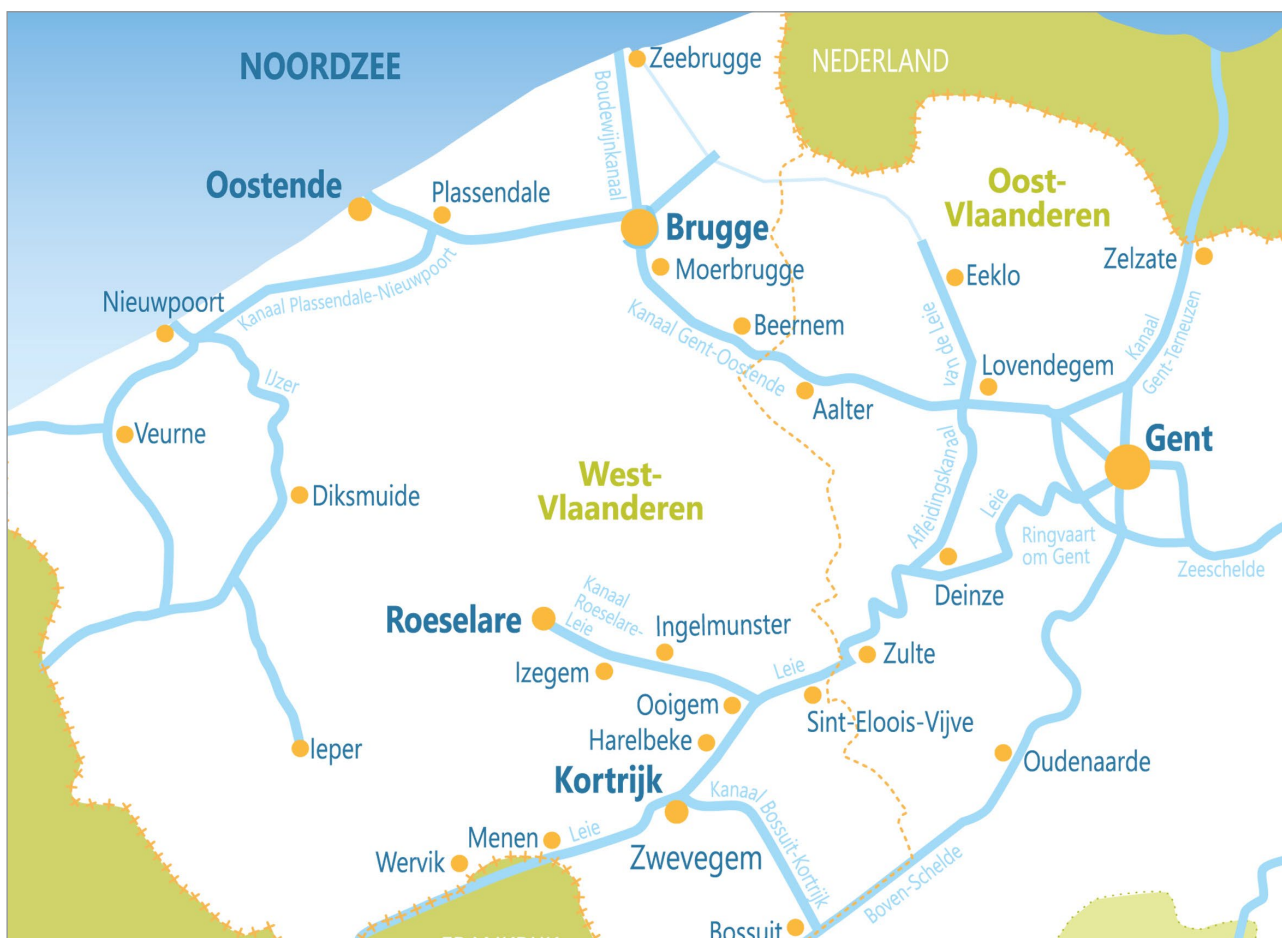 NOORDZEE
Zeebrugge
NEDERLAND
Boudewijnkanaal
Oostende
Plassendale
Oost-
Vlaanderen
Brugge
Moerbrugge
Zelzate
Eeklo
Nieuwpoort
Kanaal Plassendale-Nieuwpoort
Kanaal Gent-Oostende
Beernem
van de Leie
Kanaal
Gent-Terneuzen
IJzer
Lovendegem
Aalter
Veurne
Gent
West-
Vlaanderen
Diksmuide
Afleidingskanaal
Leie
Ringvaart
om Gent
Zeeschelde
Deinze
Kanaal
Roeselare-
Leie
Roeselare
Ingelmunster
Izegem
Leie
Zulte
Ooigem
Sint-Eloois-Vijve
Harelbeke
Ieper
Oudenaarde
Kortrijk
Kanaal Bossuit-Kortrijk
Menen
Leie
Wervik
Zwevegem
Boven-Schelde
Bossuit